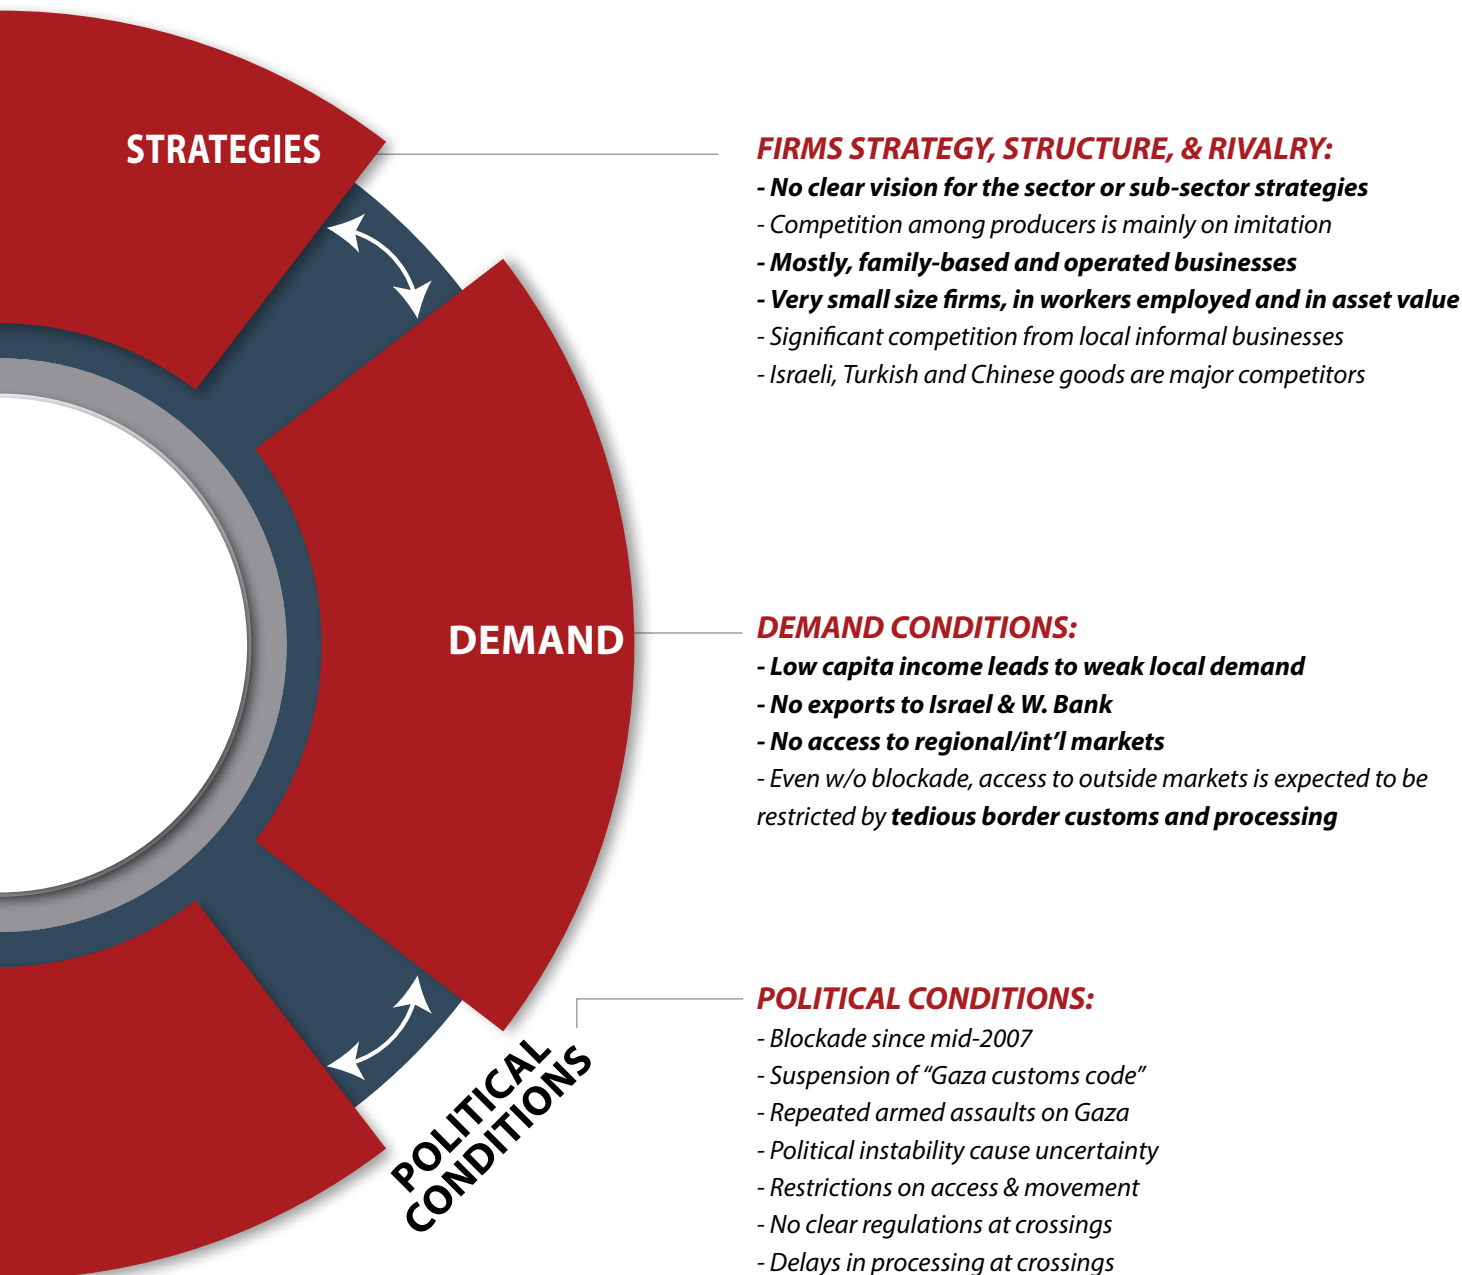 STRATEGIES
FIRMS STRATEGY, STRUCTURE, & RIVALRY:
- No clear vision for the sector or sub-sector strategies
- Competition among producers is mainly on imitation
- Mostly, family-based and operated businesses
- Very small size firms, in workers employed and in asset value
- Significant competition from local informal businesses
- Israeli, Turkish and Chinese goods are major competitors
DEMAND
DEMAND CONDITIONS:
- Low capita income leads to weak local demand
- No exports to Israel & W. Bank
- No access to regional/int’l markets
- Even w/o blockade, access to outside markets is expected to be
restricted by tedious border customs and processing
POLITICAL
CONDITIONS
POLITICAL CONDITIONS:
- Blockade since mid-2007
- Suspension of “Gaza customs code”
- Repeated armed assaults on Gaza
- Political instability cause uncertainty
- Restrictions on access & movement
- No clear regulations at crossings
- Delays in processing at crossings